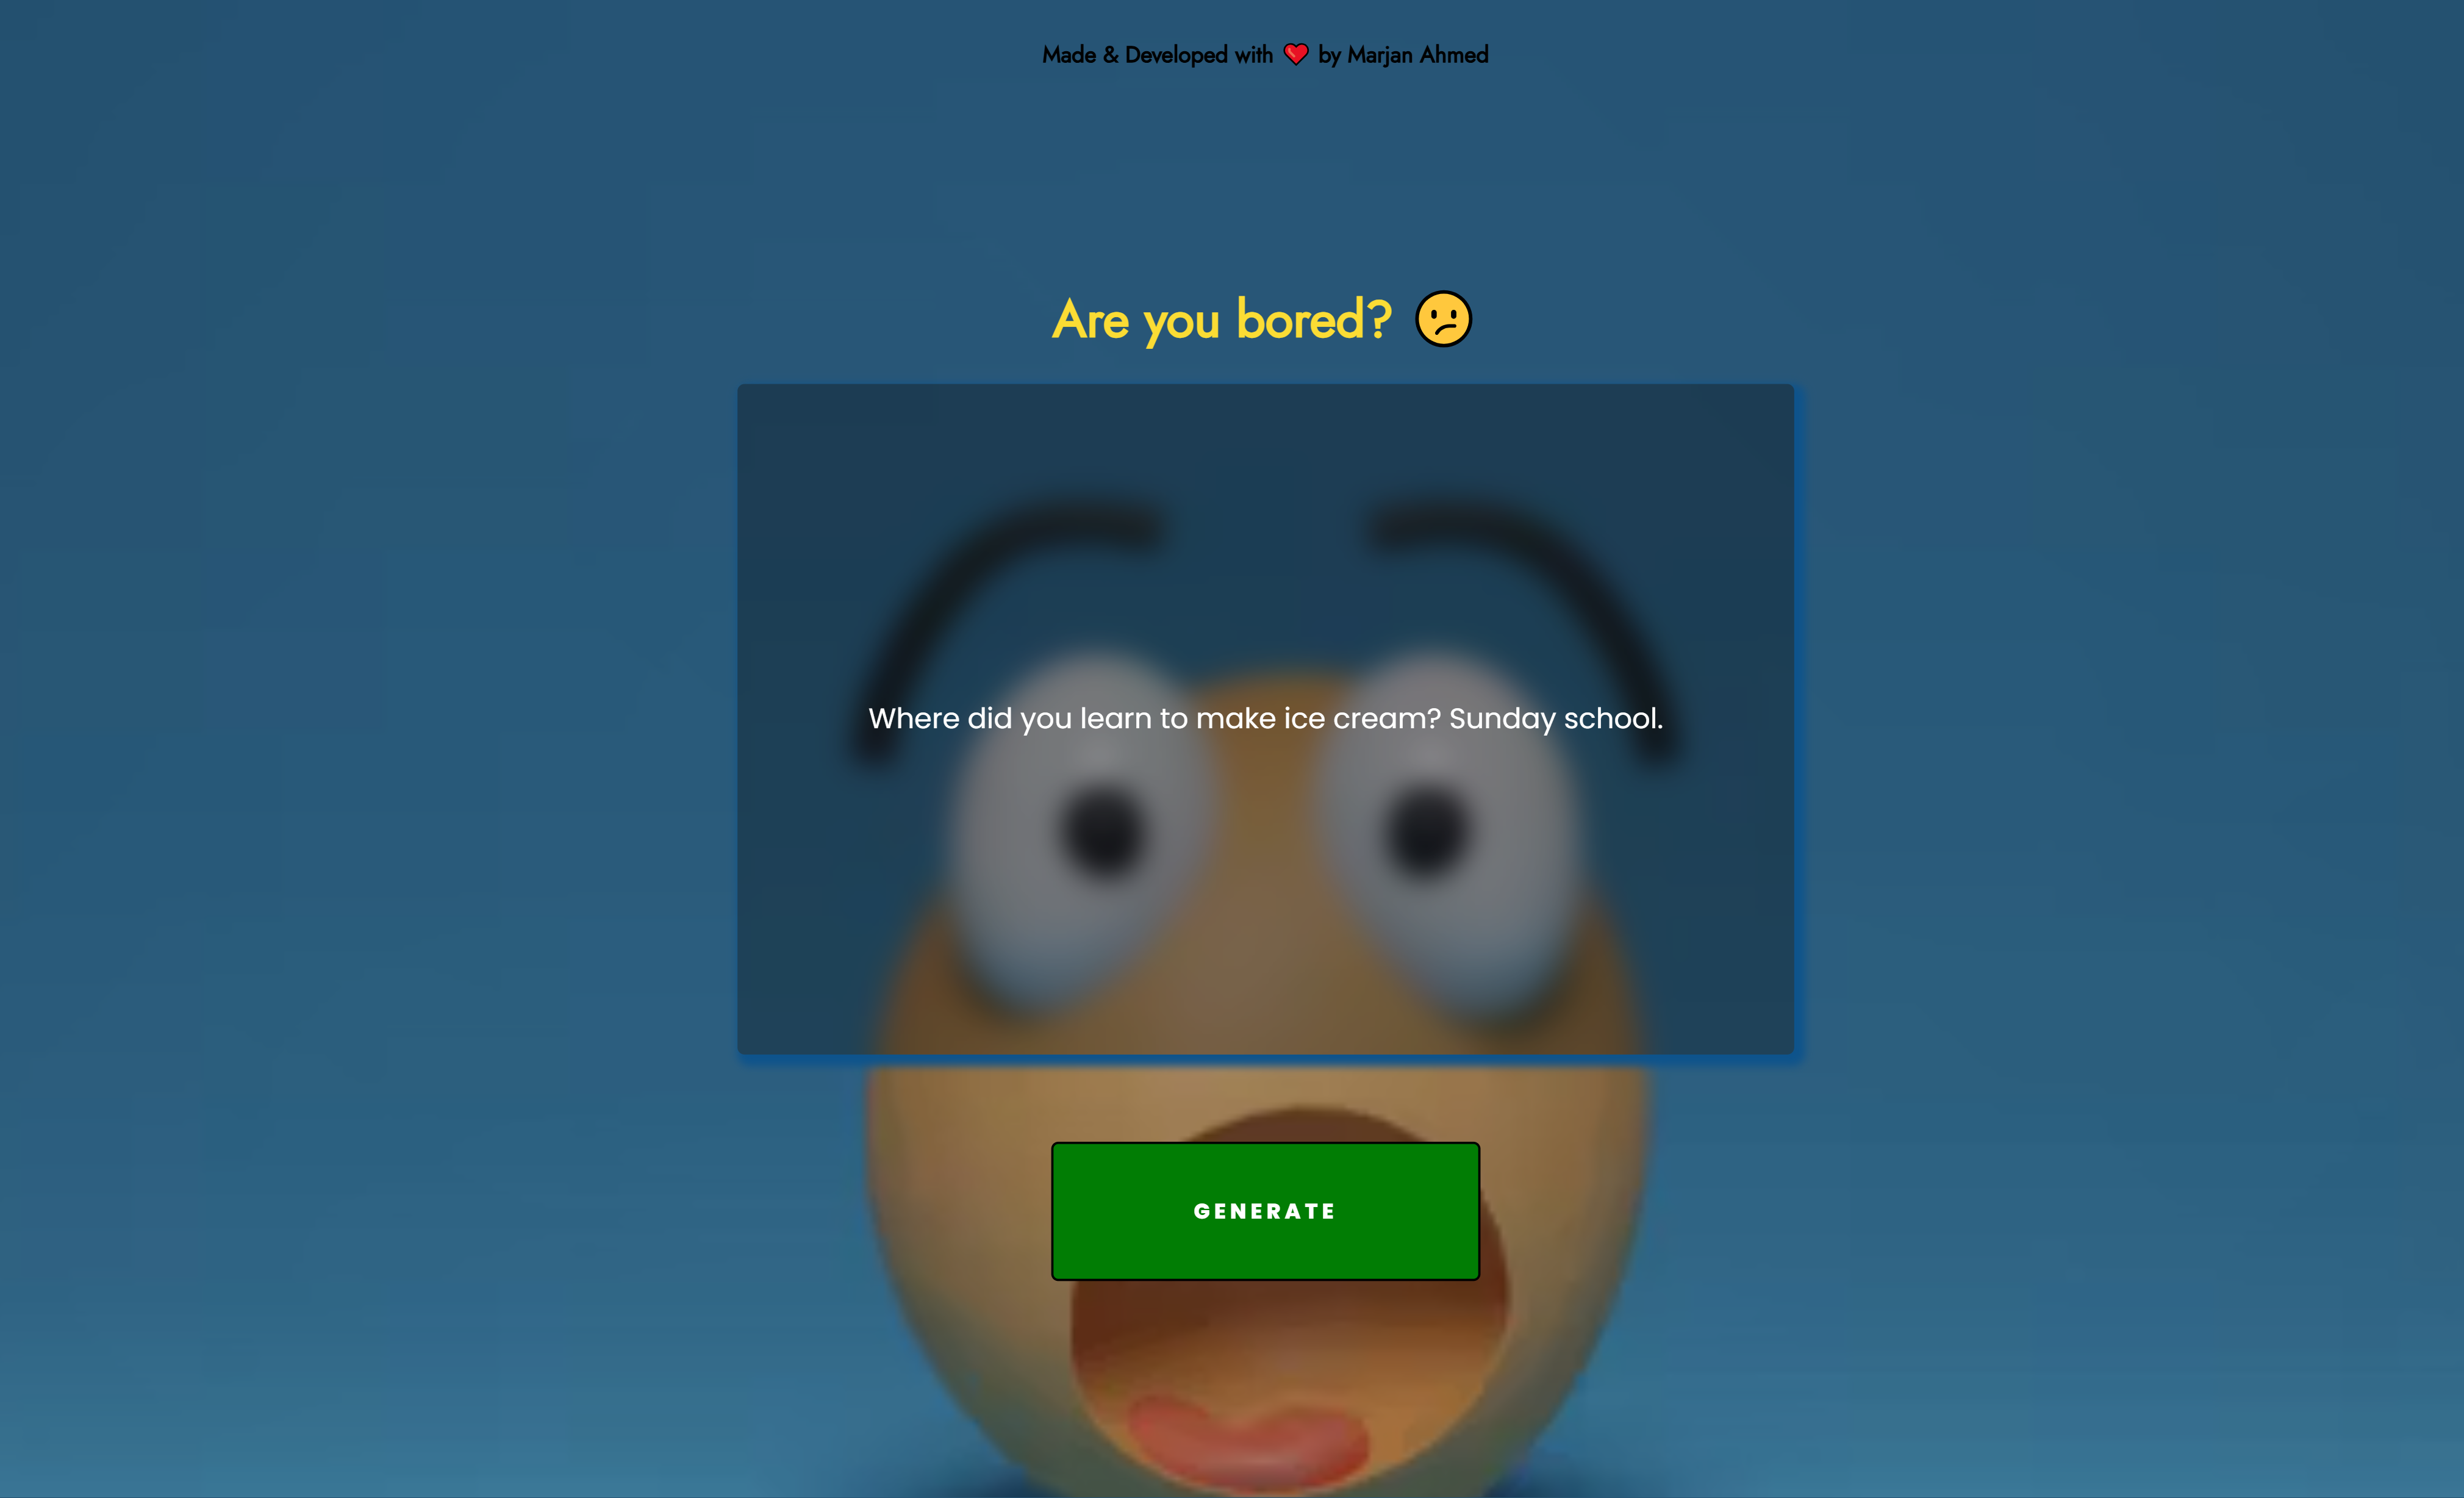 Made & Developed with ❤️ by Marjan Ahmed
Are you bored? 😕
Where did you learn to make ice cream? Sunday school.
GENERATE